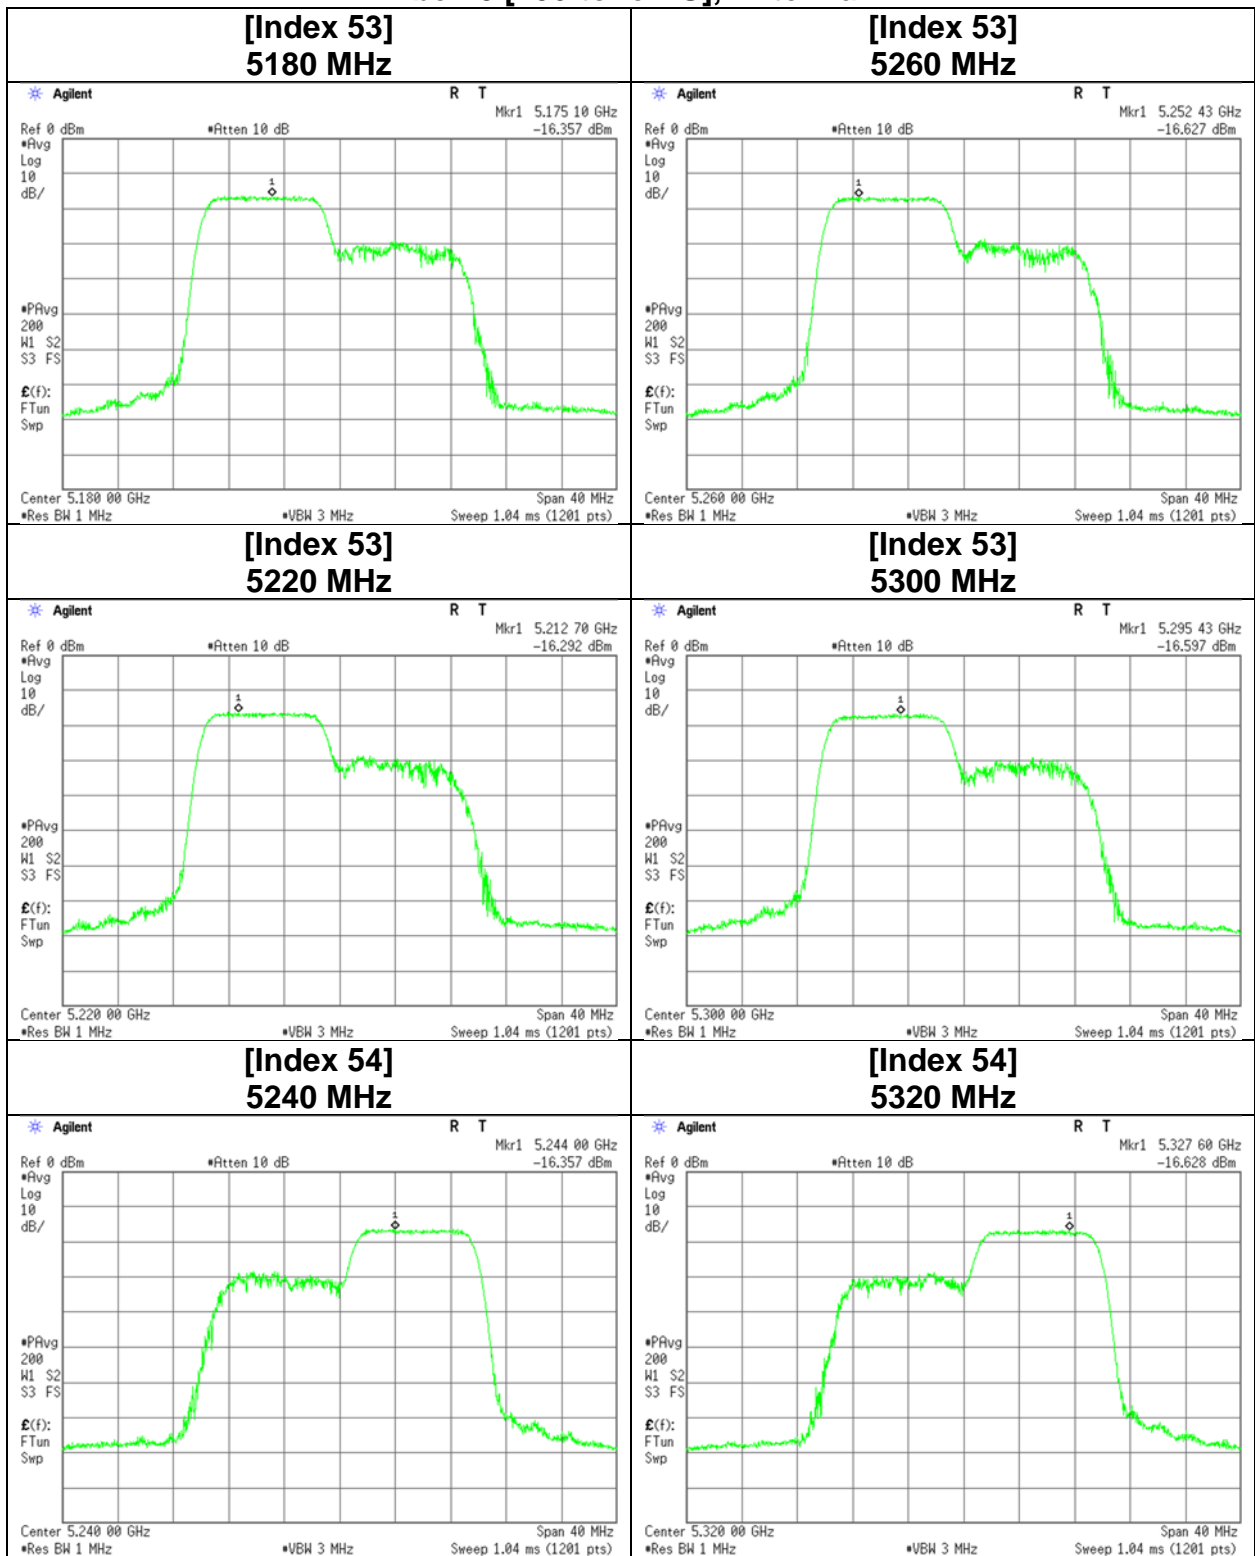 [Index 53]
5180 MHz
Agilent
R T
Mkr1 5.175 10 GHz
Ref 0 dBm
#Atten 10 dB
-16.357 dBm
#Avg
Log
10
dB/
1
#PAvg
200
W1 S2
S3 FS
£(f):
FTun
Swp
Center 5.180 00 GHz
Span 40 MHz
#Res BW 1 MHz
#VBW 3 MHz
Sweep 1.04 ms (1201 pts)
[Index 53]
5260 MHz
Agilent
R T
Mkr1 5.252 43 GHz
Ref 0 dBm
#Atten 10 dB
-16.627 dBm
#Avg
Log
10
dB/
1
#PAvg
200
W1 S2
S3 FS
£(f):
FTun
Swp
Center 5.260 00 GHz
Span 40 MHz
#Res BW 1 MHz
#VBW 3 MHz
Sweep 1.04 ms (1201 pts)
[Index 53]
5220 MHz
Agilent
R T
Mkr1 5.212 70 GHz
Ref 0 dBm
#Atten 10 dB
-16.292 dBm
#Avg
Log
10
dB/
1
#PAvg
200
W1 S2
S3 FS
£(f):
FTun
Swp
Center 5.220 00 GHz
Span 40 MHz
#Res BW 1 MHz
#VBW 3 MHz
Sweep 1.04 ms (1201 pts)
[Index 53]
5300 MHz
Agilent
R T
Mkr1 5.295 43 GHz
Ref 0 dBm
#Atten 10 dB
-16.597 dBm
#Avg
Log
10
dB/
1
#PAvg
200
W1 S2
S3 FS
£(f):
FTun
Swp
Center 5.300 00 GHz
Span 40 MHz
#Res BW 1 MHz
#VBW 3 MHz
Sweep 1.04 ms (1201 pts)
[Index 54]
5240 MHz
Agilent
R T
Mkr1 5.244 00 GHz
Ref 0 dBm
#Atten 10 dB
-16.357 dBm
#Avg
Log
10
dB/
1
#PAvg
200
W1 S2
S3 FS
£(f):
FTun
Swp
Center 5.240 00 GHz
Span 40 MHz
#Res BW 1 MHz
#VBW 3 MHz
Sweep 1.04 ms (1201 pts)
[Index 54]
5320 MHz
Agilent
R T
Mkr1 5.327 60 GHz
Ref 0 dBm
#Atten 10 dB
-16.628 dBm
#Avg
Log
10
dB/
1
#PAvg
200
W1 S2
S3 FS
£(f):
FTun
Swp
Center 5.320 00 GHz
Span 40 MHz
#Res BW 1 MHz
#VBW 3 MHz
Sweep 1.04 ms (1201 pts)